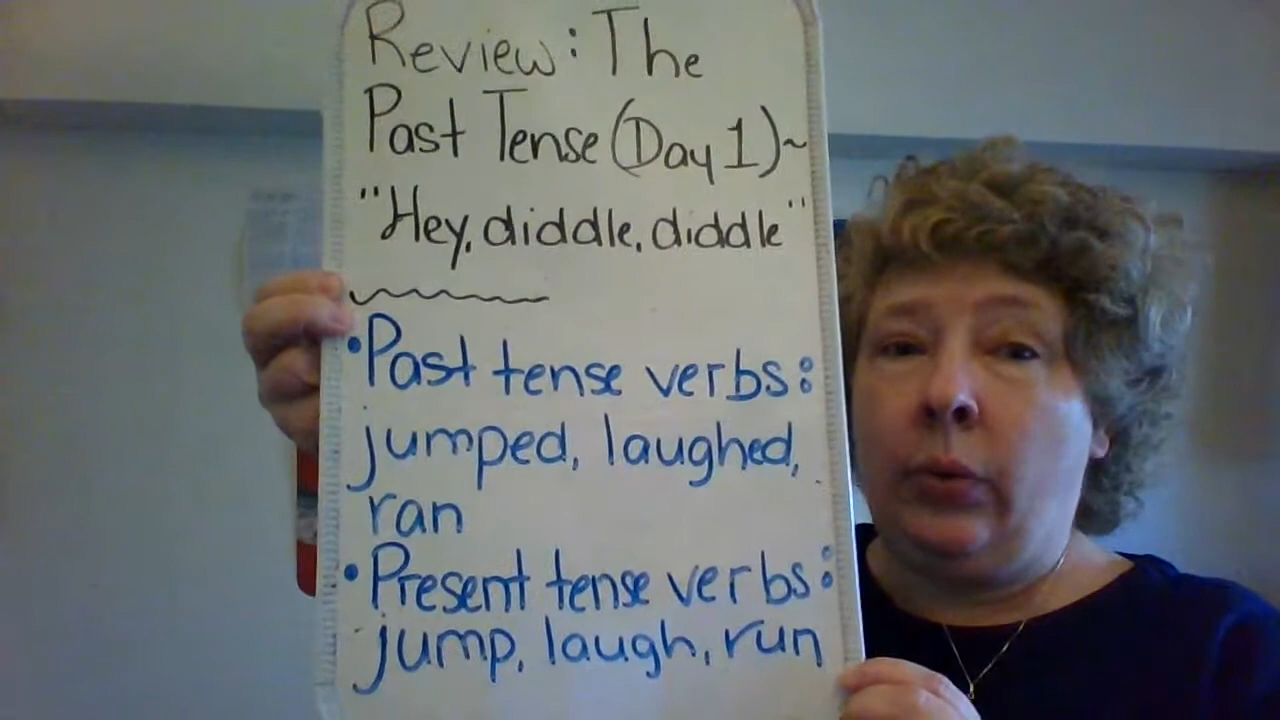 Review: The
Past Tense (Day 1)~
"Hey, diddle, diddle"
• Past tense verbs:
jumped, laughed,
ran
• Present tense verbs:
jump, laugh, run